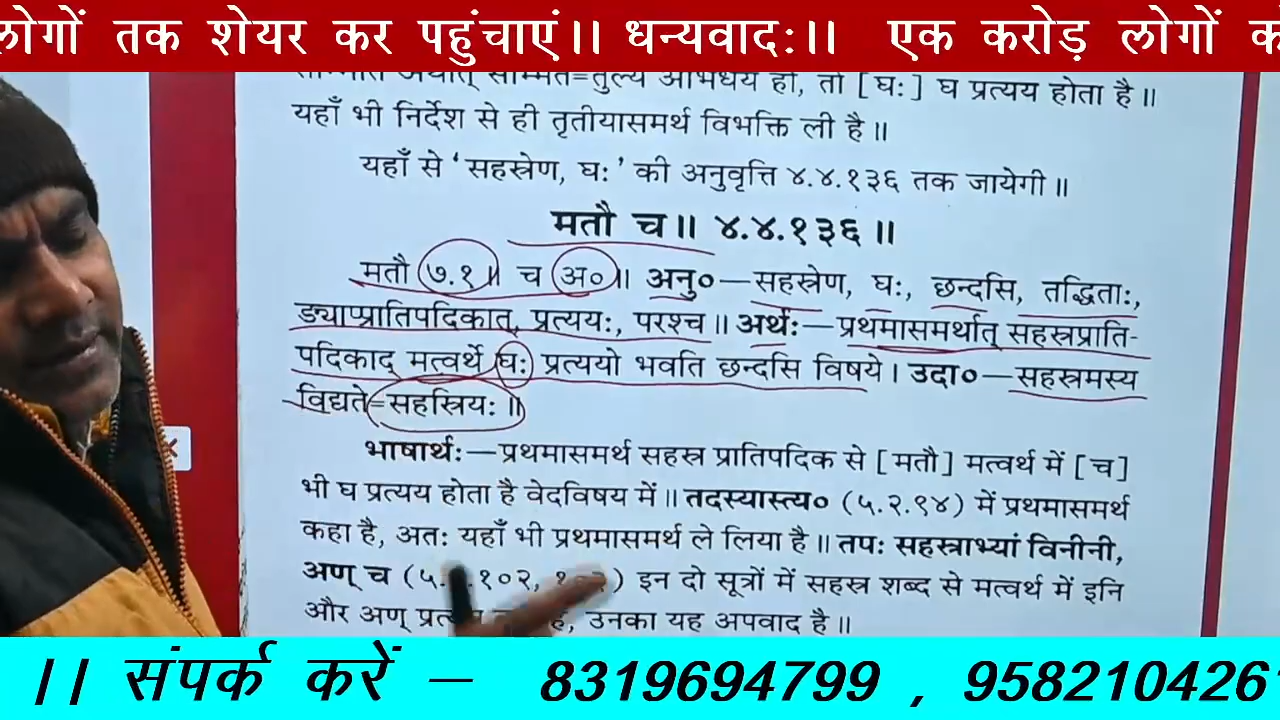 लोगों तक शेयर कर पहुंचाएं।। धन्यवादः।। एक करोड़ लोगों
हो, तो [घः] घ प्रत्यय होता है॥
यहाँ भी निर्देश से ही तृतीयासमर्थ विभक्ति ली है॥
यहाँ से ‘सहस्रेण, घः’ की अनुवृत्ति ४.४.१३६ तक जायेगी॥
मतौ च॥ ४.४.१३६॥
मतौ ७.१॥ च अ०॥ अनु०—सहस्रेण, घः, छन्दसि, तद्धिताः,
ङ्याप्प्रातिपदिकात्, प्रत्ययः, परश्च॥ अर्थः—प्रथमासमर्थात् सहस्रप्राति-
पदिकाद् मत्वर्थे घः प्रत्ययो भवति छन्दसि विषये। उदा०—सहस्रमस्य
विद्यते=सहस्रियः॥
भाषार्थः—प्रथमासमर्थ सहस्र प्रातिपदिक से [मतौ] मत्वर्थ में [च]
भी घ प्रत्यय होता है वेदविषय में॥ तदस्यास्त्य० (५.२.९४) में प्रथमासमर्थ
कहा है, अतः यहाँ भी प्रथमासमर्थ ले लिया है॥ तपः सहस्राभ्यां विनीनी,
अण् च इन दो सूत्रों में सहस्र शब्द से मत्वर्थ में इनि
और अण् उनका यह अपवाद है॥
।। संपर्क करें – 8319694799 , 9582104261